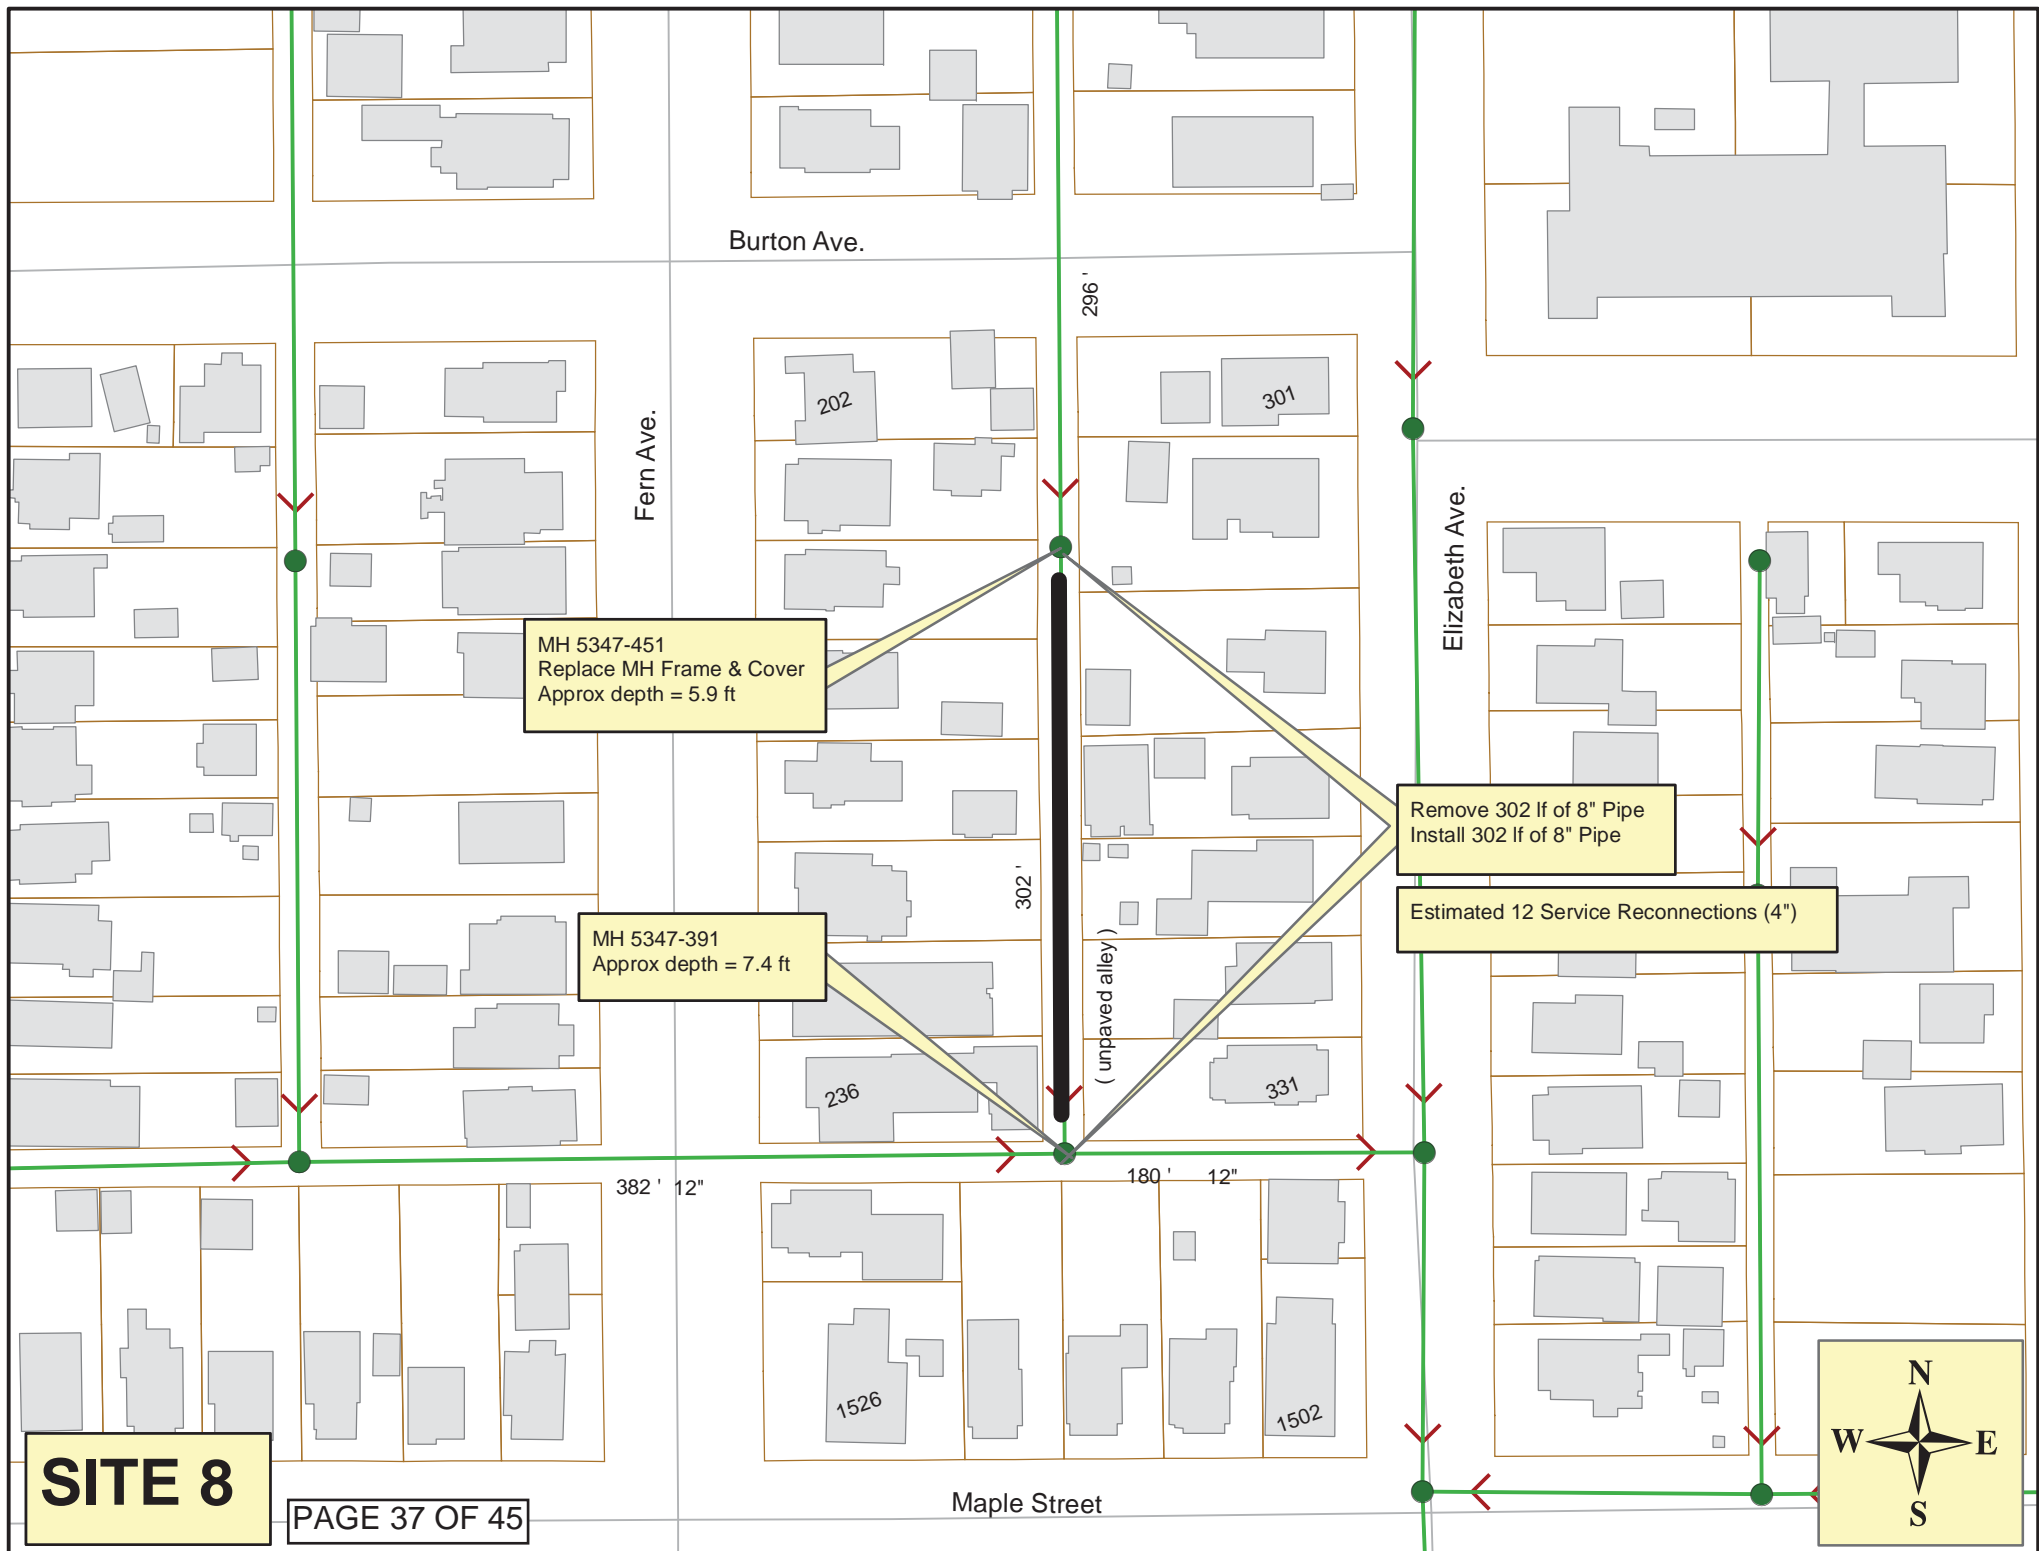 Burton Ave.
296 '
202
301
Fern Ave.
Elizabeth Ave.
MH 5347-451
Replace MH Frame & Cover
Approx depth = 5.9 ft
Remove 302 lf of 8" Pipe
Install 302 lf of 8" Pipe
302 '
Estimated 12 Service Reconnections (4")
MH 5347-391
Approx depth = 7.4 ft
( unpaved alley )
236
331
382 ' 12"
180 ' 12"
1526
1502
N
W E
S
SITE 8
PAGE 37 OF 45
Maple Street